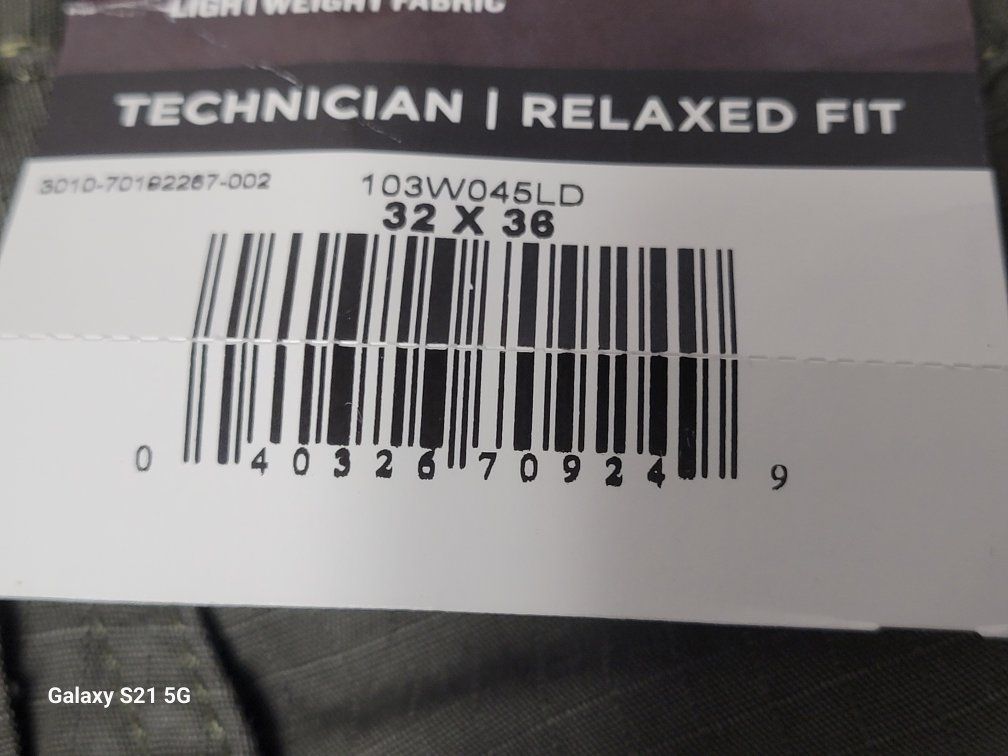 LIGHTWEIGHT FABRIC
TECHNICIAN | RELAXED FIT
3010-70192267-002
103W045LD
32 X 36
0 40326 70924 9
Galaxy S21 5G